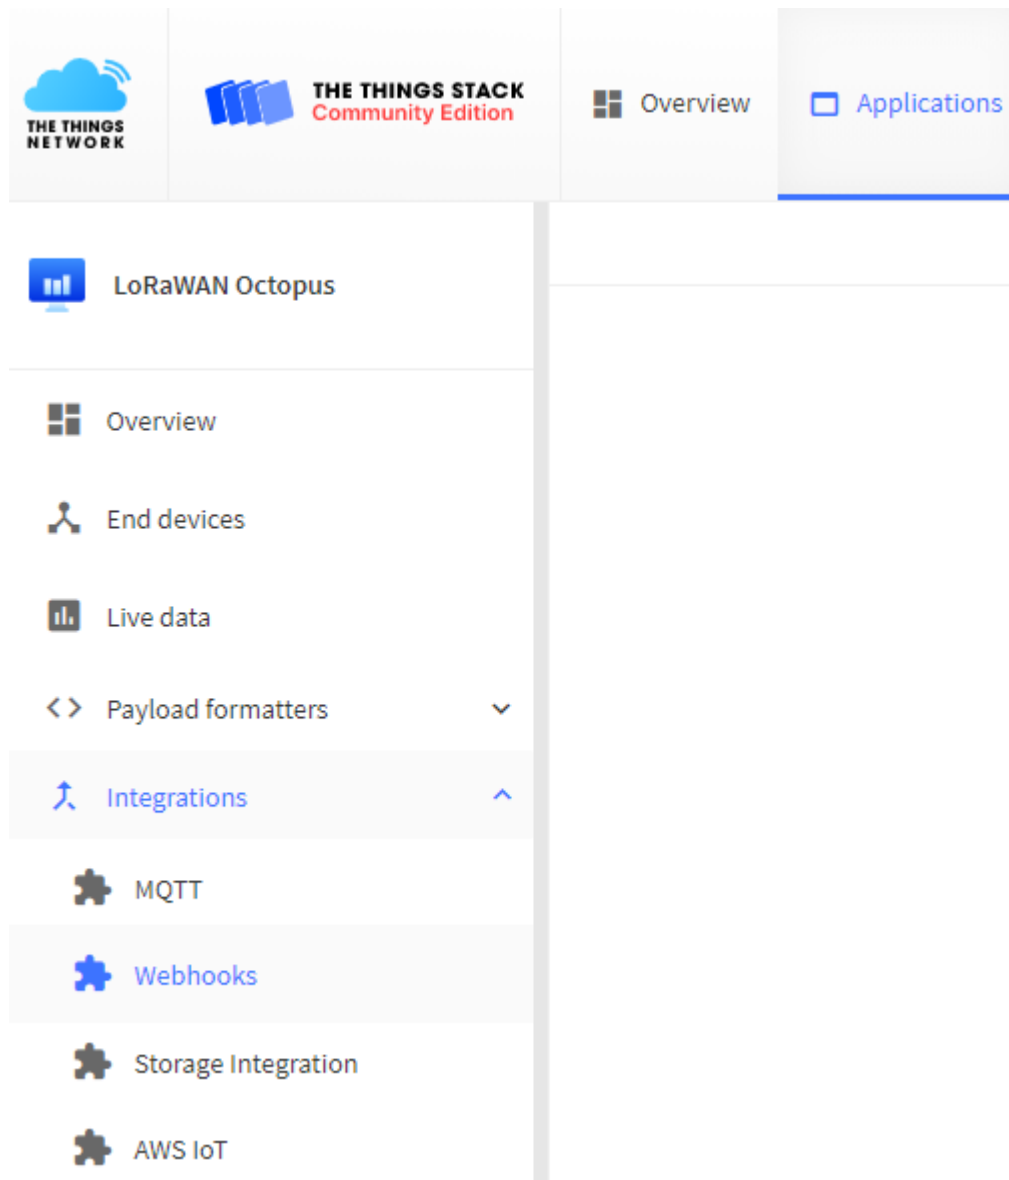 THE THINGS
NETWORK
THE THINGS STACK
Community Edition
Overview
Applications
LoRaWAN Octopus
Overview
End devices
Live data
Payload formatters
Integrations
MQTT
Webhooks
Storage Integration
AWS IoT